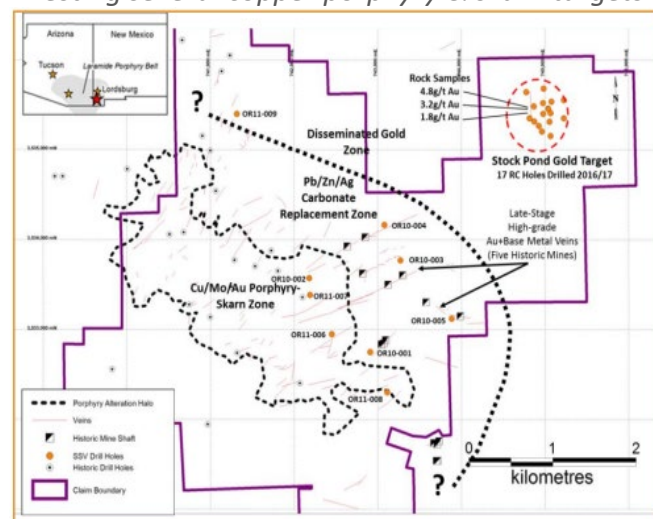 Arizona
New Mexico
Tucson
Laramide Porphyry Belt
Lordsburg
?
OR11-009
Disseminated Gold
Zone
Rock Samples
4.8g/t Au
3.2g/t Au
1.8g/t Au
Stock Pond Gold Target
17 RC Holes Drilled 2016/17
Pb/Zn/Ag
Carbonate
Replacement Zone
OR10-004
Late-Stage
High-grade
Au+Base Metal Veins
(Five Historic Mines)
OR10-003
OR10-002
Cu/Mo/Au Porphyry-
Skarn Zone
OR11-007
OR10-005
OR11-006
OR10-001
OR11-008
Porphyry Alteration Halo
Veins
Historic Mine Shaft
SSV Drill Holes
Historic Drill Holes
Claim Boundary
0 1 2
kilometres
?